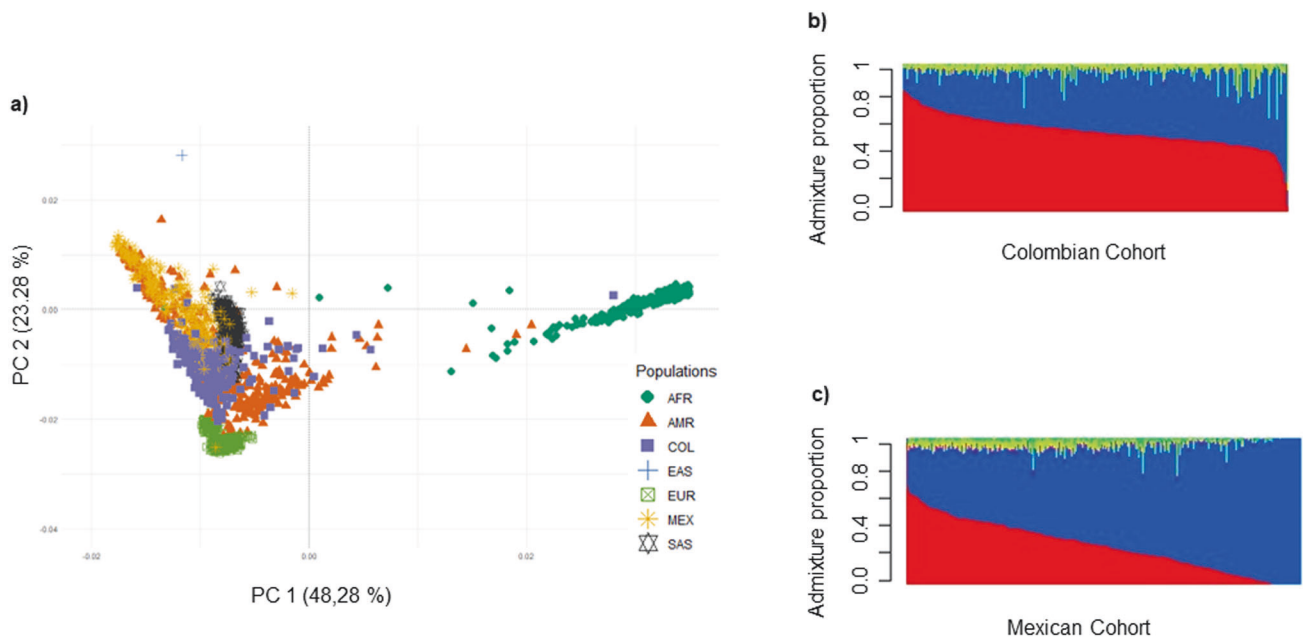 a)
PC 2 (23.28 %)
0.02
0.00
-0.02
-0.04
-0.02
0.00
0.02
PC 1 (48,28 %)
Populations
AFR
AMR
COL
EAS
EUR
MEX
SAS
b)
Admixture proportion
1
0.8
0.4
0.0
Colombian Cohort
c)
Admixture proportion
1
0.8
0.4
0.0
Mexican Cohort